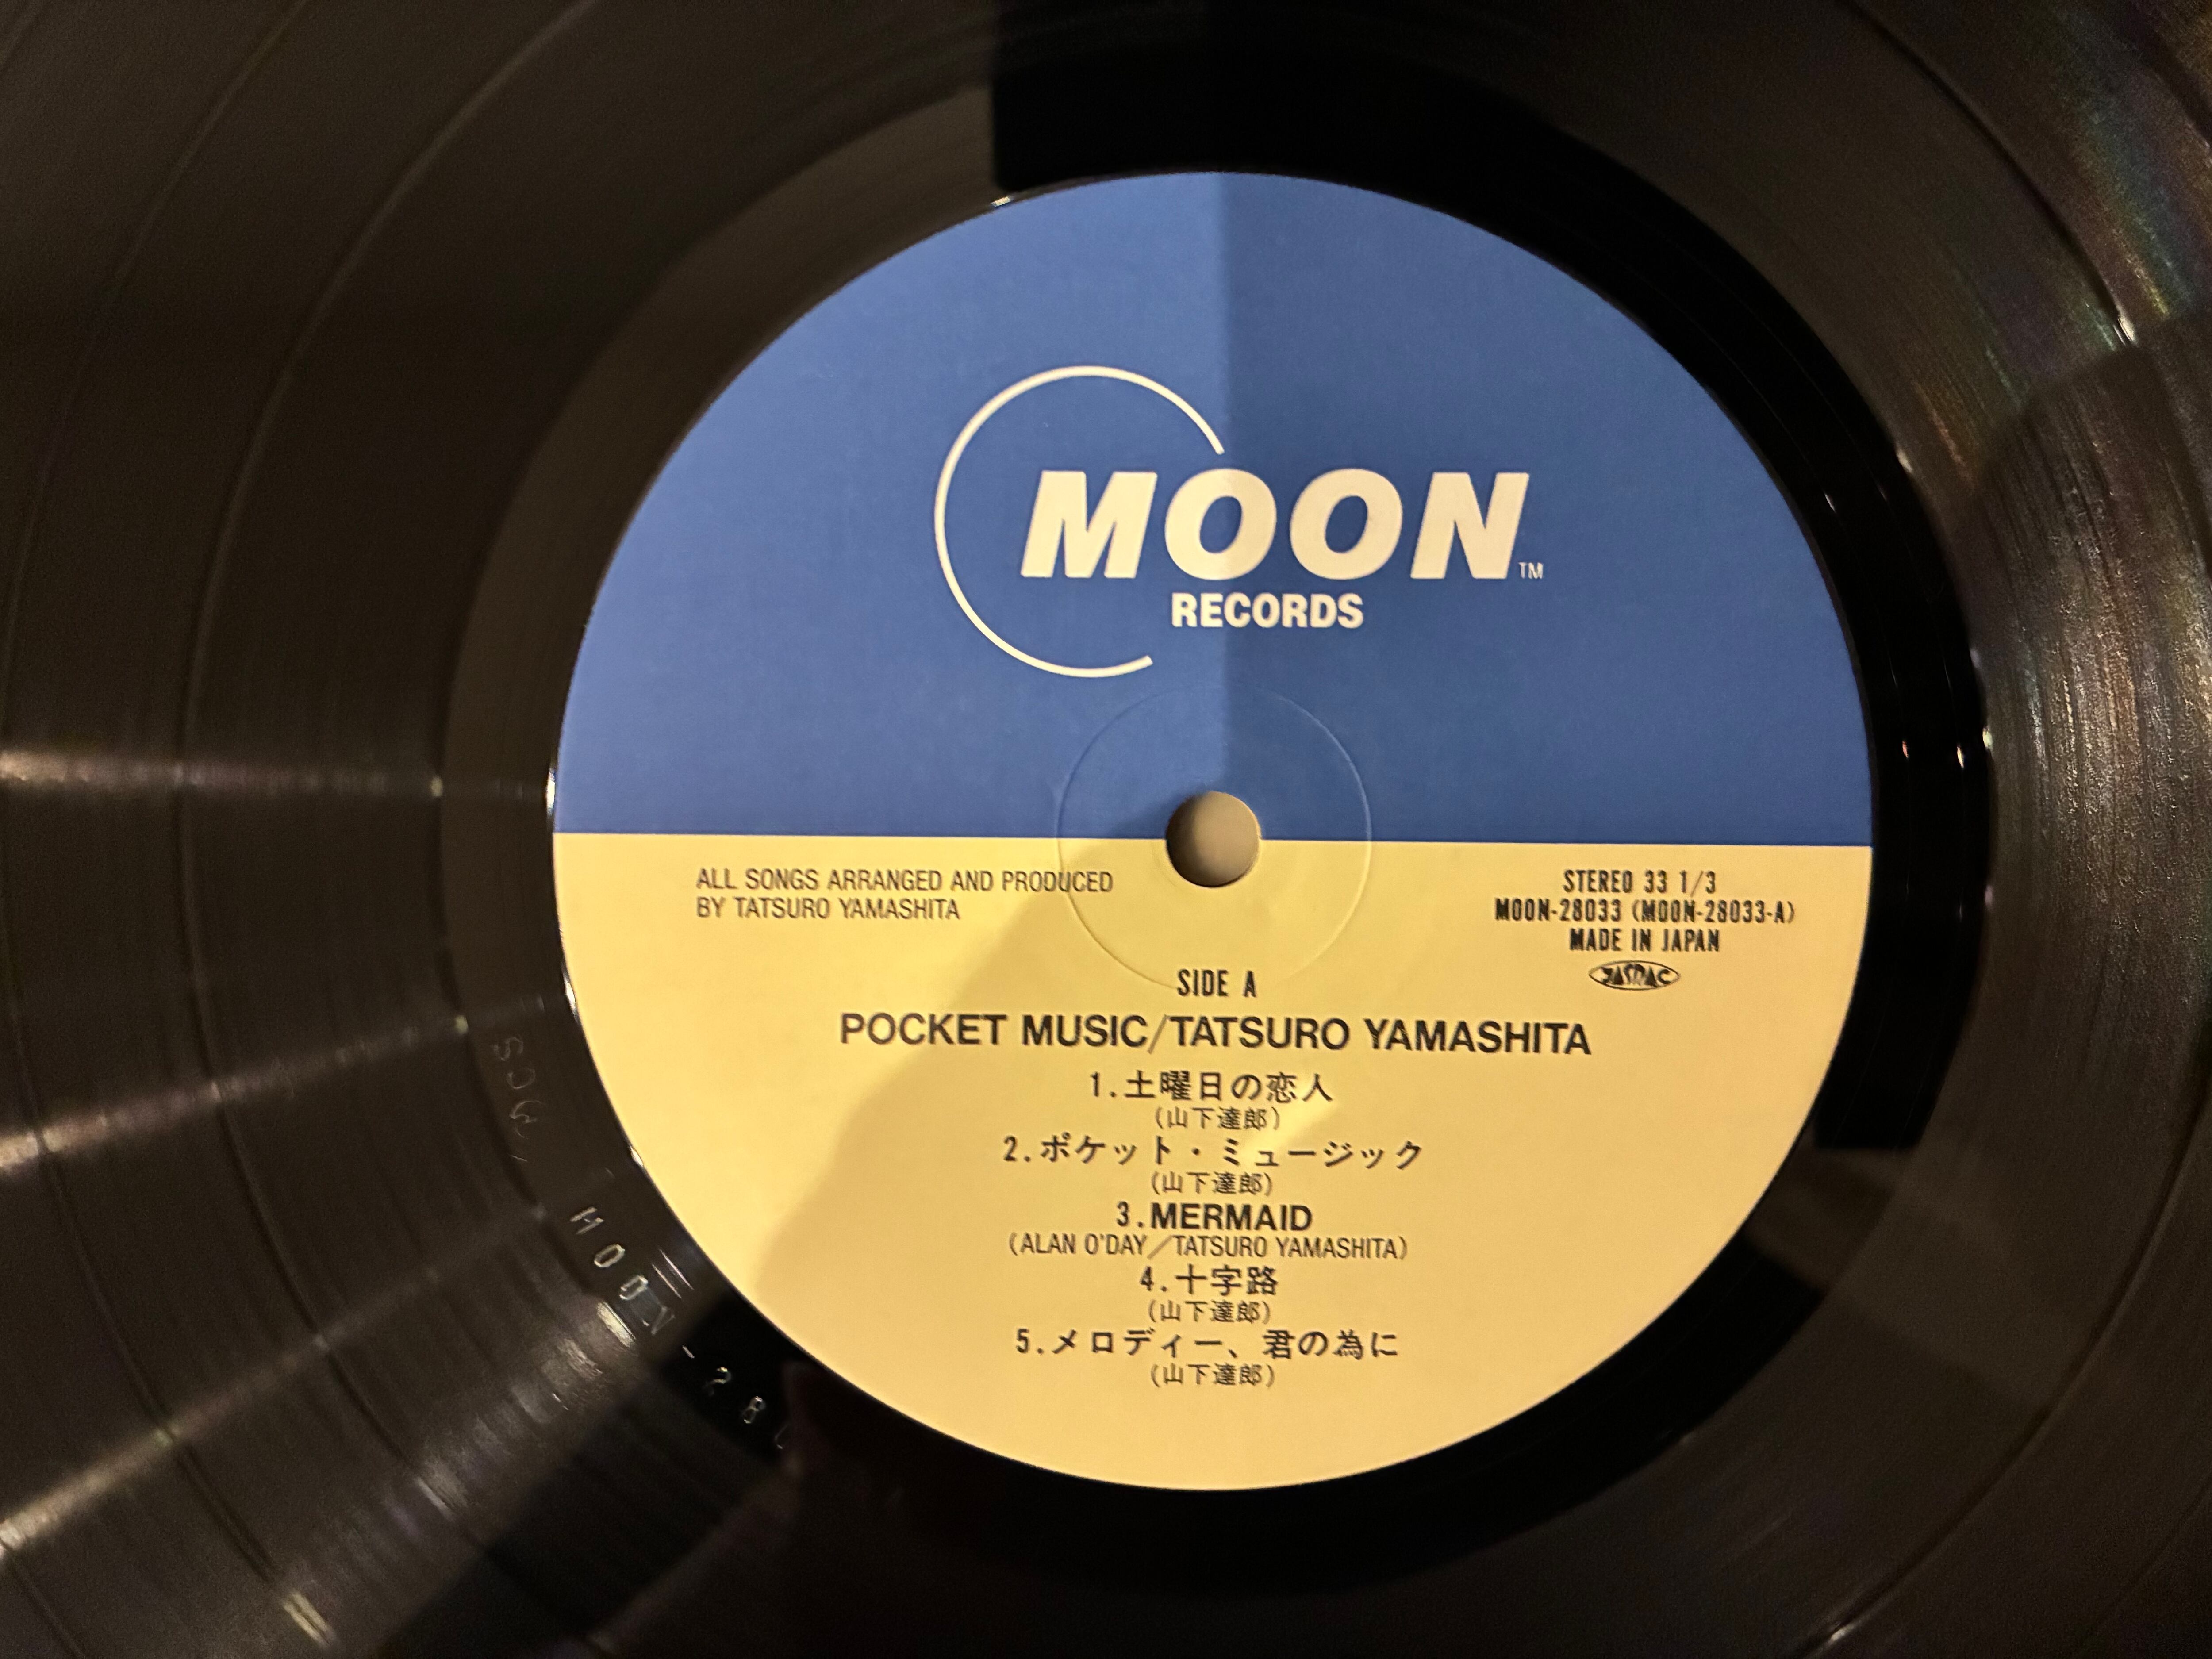 MOON
TM
RECORDS
ALL SONGS ARRANGED AND PRODUCED
BY TATSURO YAMASHITA
STEREO 33 1/3
MOON-28033 (MOON-28033-A)
MADE IN JAPAN
JASRAC
SIDE A
POCKET MUSIC/TATSURO YAMASHITA
1.土曜日の恋人
(山下達郎)
2.ポケット・ミュージック
(山下達郎)
3.MERMAID
(ALAN O'DAY/TATSURO YAMASHITA)
4.十字路
(山下達郎)
5.メロディー、君の為に
(山下達郎)
MOON-28